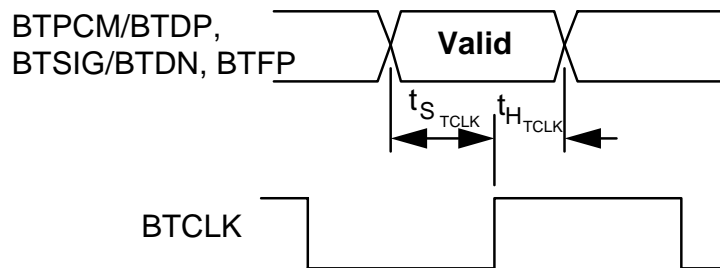 BTPCM/BTDP,
BTSIG/BTDN, BTFP
Valid
tS TCLK
tH TCLK
BTCLK